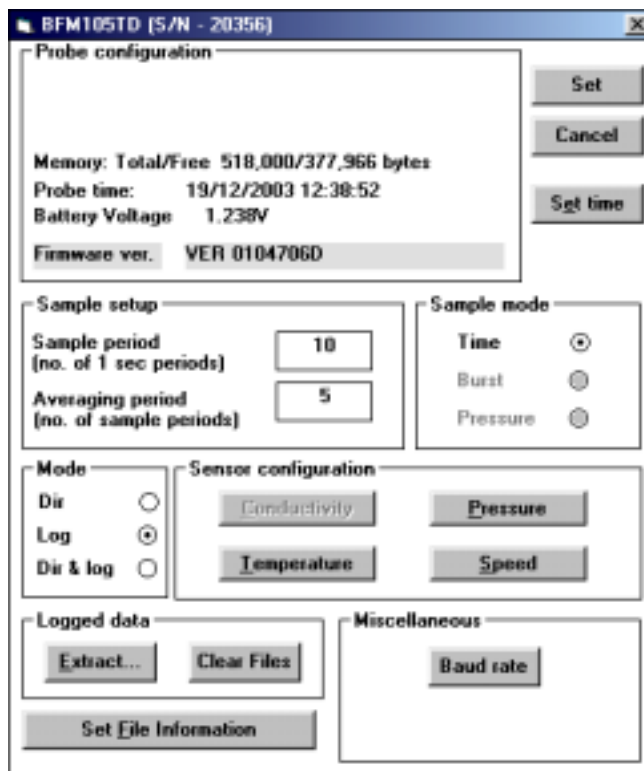 BFM105TD (S/N - 20356)
Probe configuration
Memory: Total/Free 518,000/377,966 bytes
Probe time: 19/12/2003 12:38:52
Battery Voltage 1.238V
Firmware ver. VER 0104706D
Set
Cancel
Set time
Sample setup
Sample period
(no. of 1 sec periods)
10
Averaging period
(no. of sample periods)
5
Sample mode
Time
Burst
Pressure
Mode
Dir
Log
Dir & log
Sensor configuration
Conductivity
Pressure
Temperature
Speed
Logged data
Extract...
Clear Files
Set File Information
Miscellaneous
Baud rate